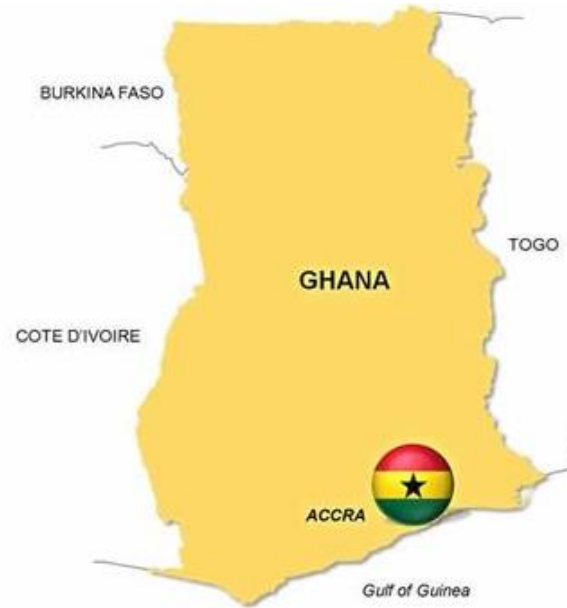 BURKINA FASO
TOGO
GHANA
COTE D'IVOIRE
ACCRA
Gulf of Guinea